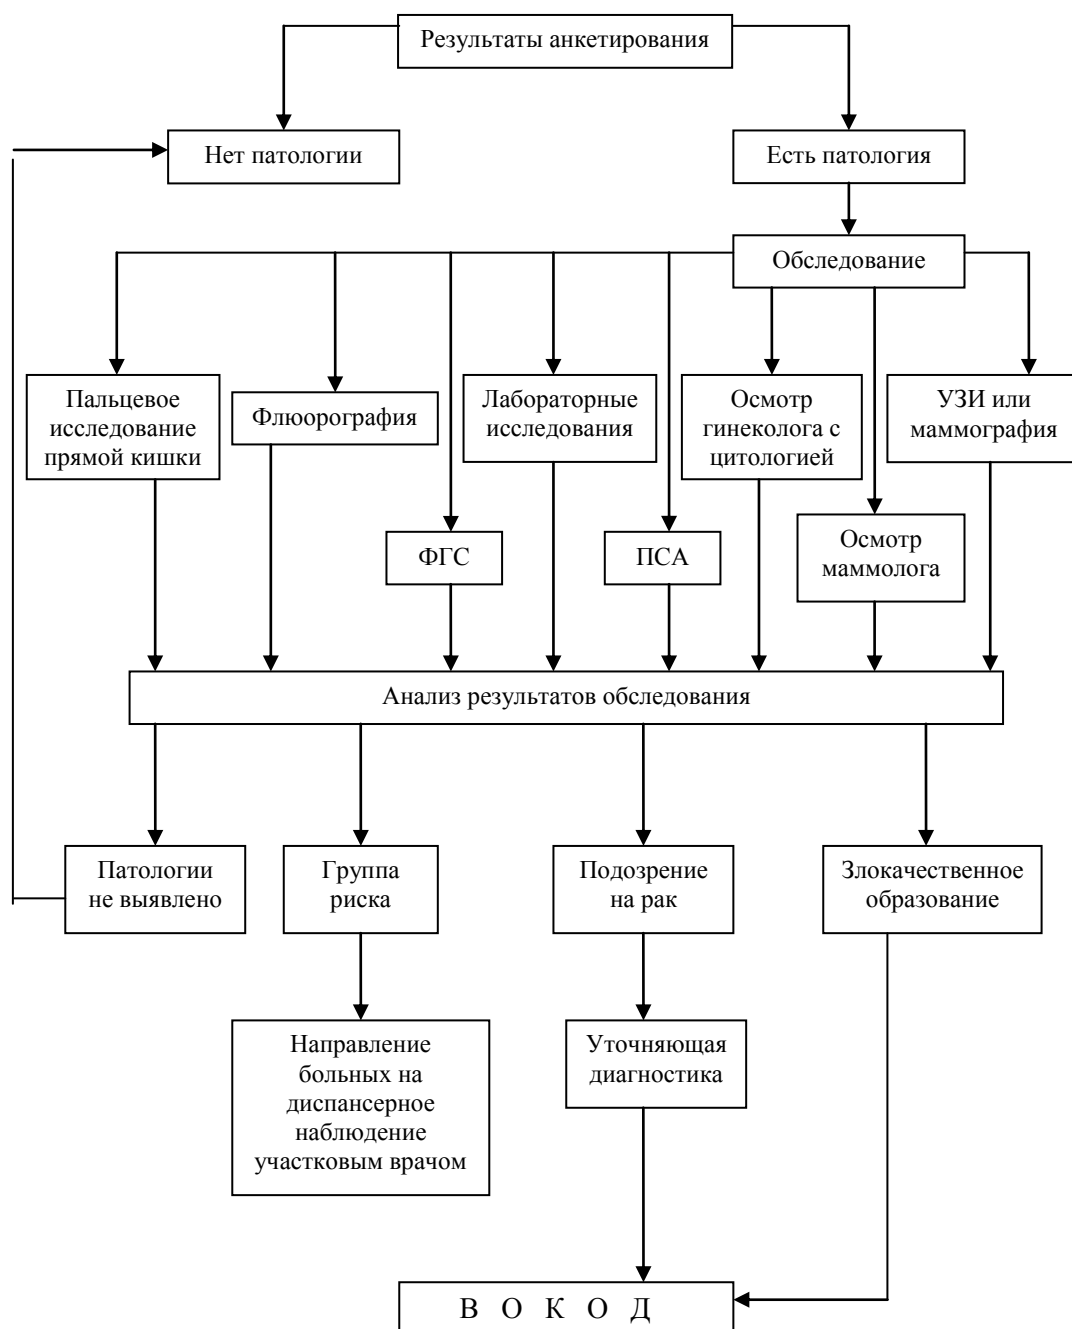 Результаты анкетирования
Нет патологии
Есть патология
Обследование
Пальцевое
исследование
прямой кишки
Флюорография
Лабораторные
исследования
Осмотр
гинеколога с
цитологией
УЗИ или
маммография
ФГС
ПСА
Осмотр
маммолога
Анализ результатов обследования
Патологии
не выявлено
Группа
риска
Подозрение
на рак
Злокачественное
образование
Направление
больных на
диспансерное
наблюдение
участковым врачом
Уточняющая
диагностика
В О К О Д